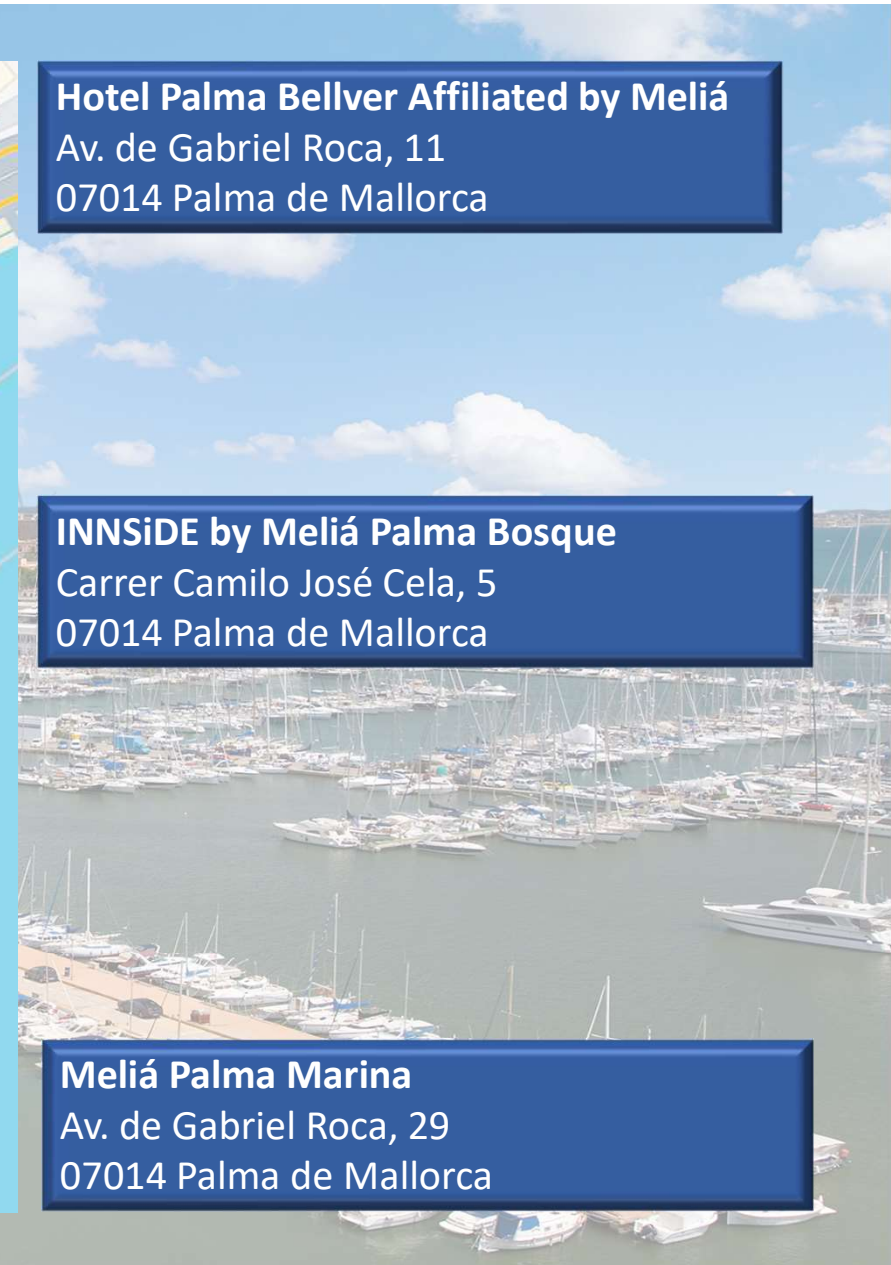 Hotel Palma Bellver Affiliated by Meliá
Av. de Gabriel Roca, 11
07014 Palma de Mallorca
INNSiDE by Meliá Palma Bosque
Carrer Camilo José Cela, 5
07014 Palma de Mallorca
Meliá Palma Marina
Av. de Gabriel Roca, 29
07014 Palma de Mallorca